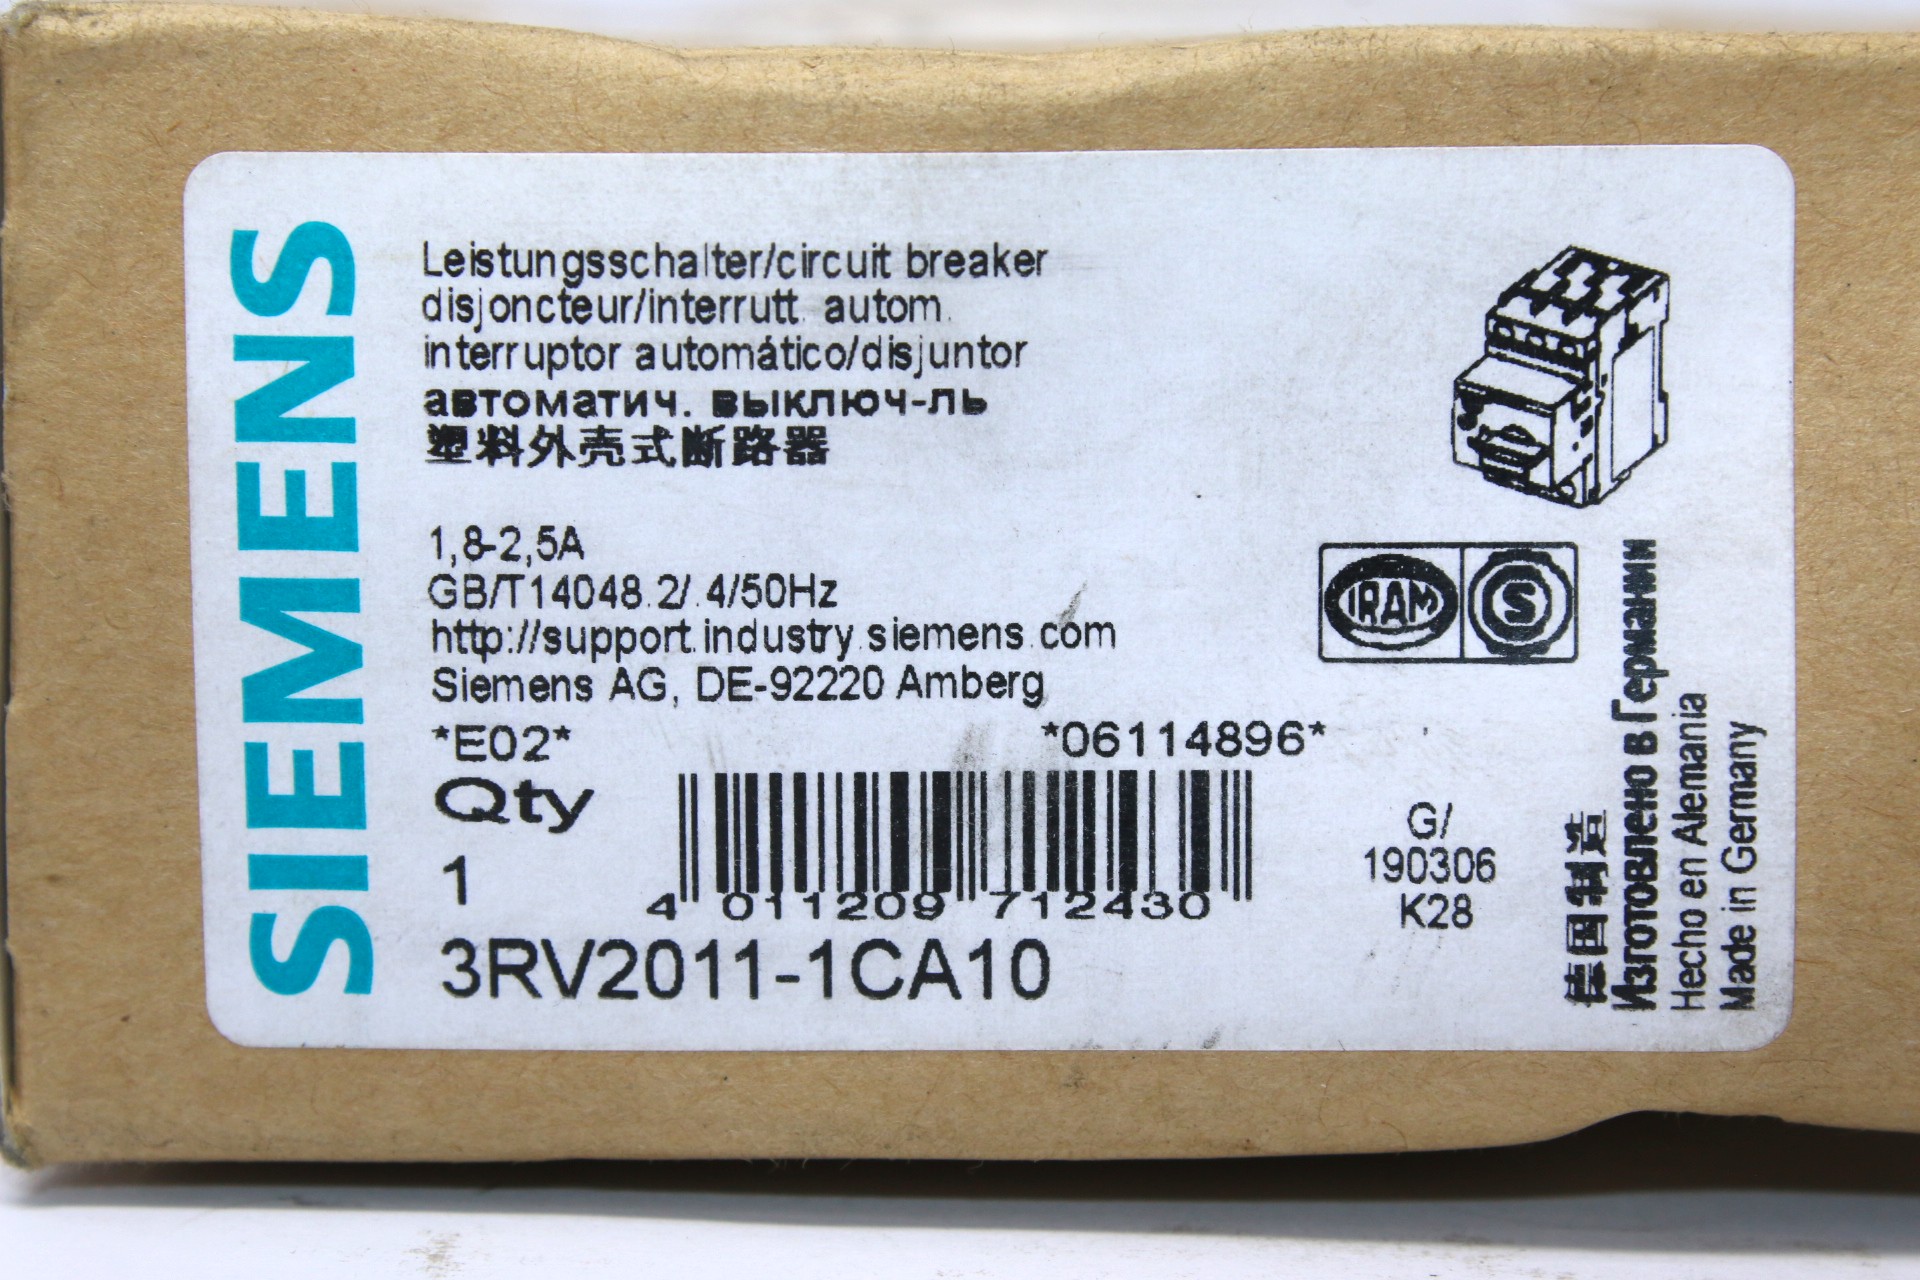 SIEMENS
Leistungsschalter/circuit breaker
disjoncteur/interrutt. autom.
interruptor automático/disjuntor
автоматич. выключ-ль
塑料外壳式断路器
1,8-2,5A
GB/T14048.2/.4/50Hz
http://support.industry.siemens.com
Siemens AG, DE-92220 Amberg
*E02* *06114896*
Qty
1
4 011209 712430
3RV2011-1CA10
IRAM S
G/
190306
K28
德国制造
Изготовлено в Германии
Hecho en Alemania
Made in Germany